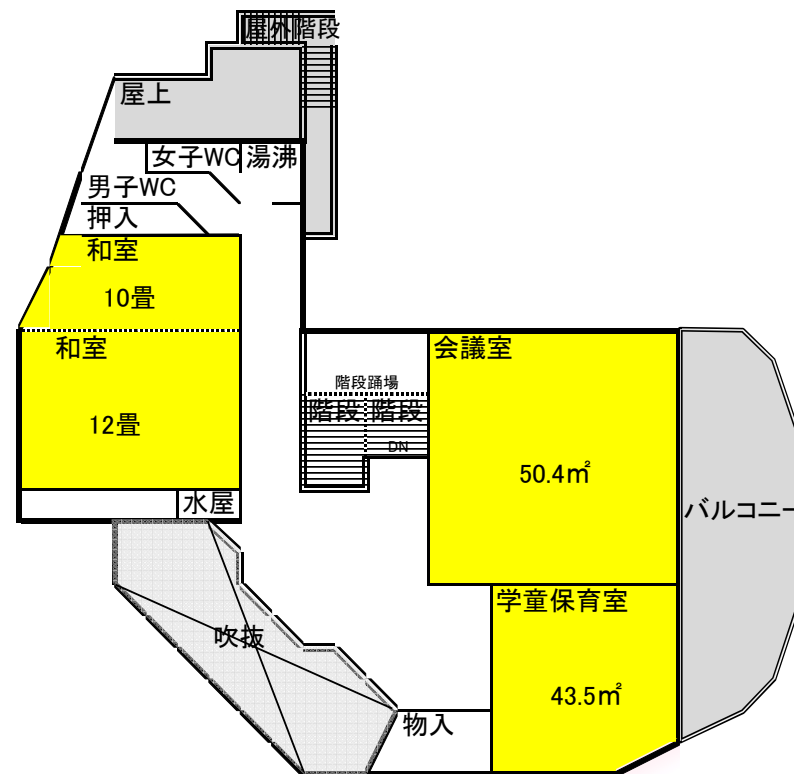 屋外階段
屋上
女子WC
湯沸
男子WC
押入
和室
10畳
和室
12畳
水屋
階段踊場
階段
階段
DN
会議室
50.4㎡
バルコニー
学童保育室
43.5㎡
吹抜
物入